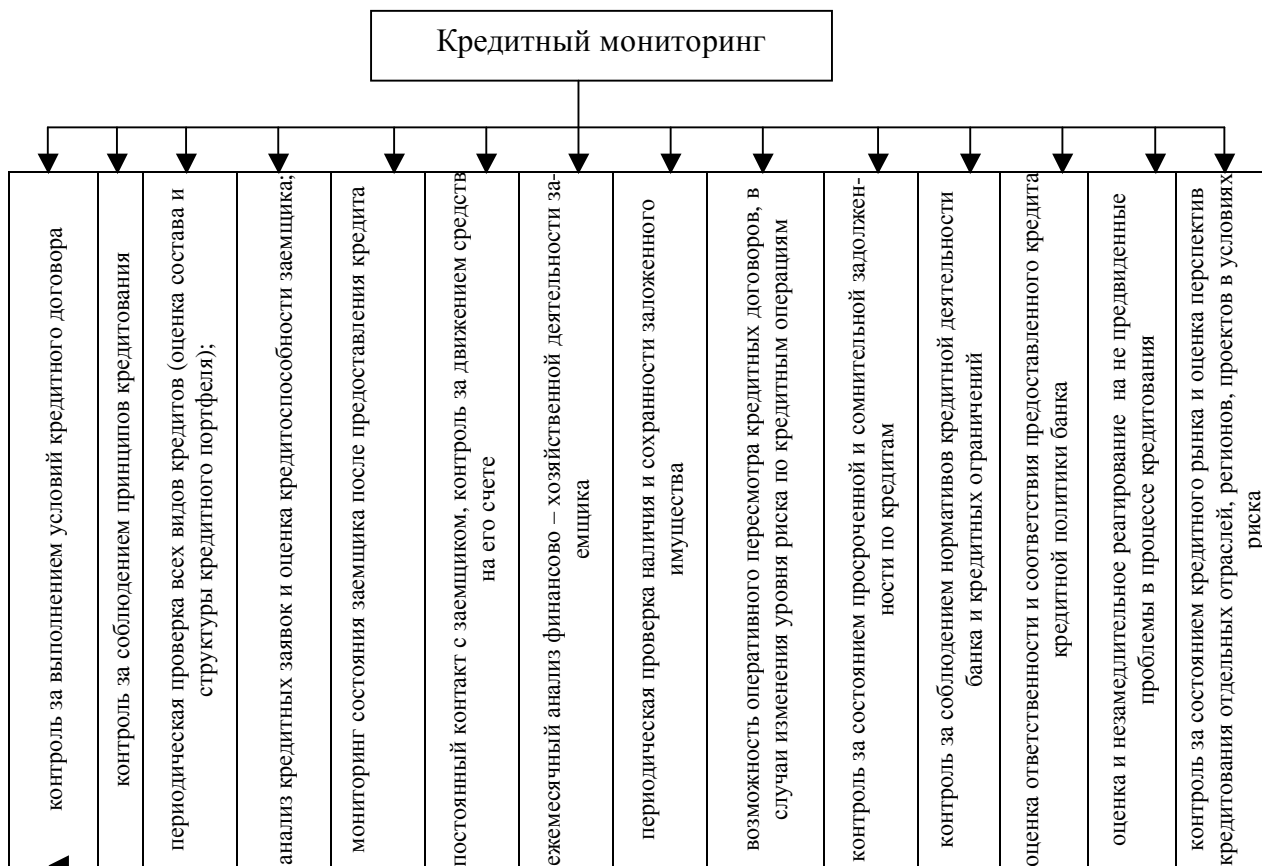 Кредитный мониторинг
контроль за выполнением условий кредитного договора
контроль за соблюдением принципов кредитования
периодическая проверка всех видов кредитов (оценка состава и
структуры кредитного портфеля);
анализ кредитных заявок и оценка кредитоспособности заемщика;
мониторинг состояния заемщика после предоставления кредита
постоянный контакт с заемщиком, контроль за движением средств
на его счете
ежемесячный анализ финансово – хозяйственной деятельности за-
емщика
периодическая проверка наличия и сохранности заложенного
имущества
возможность оперативного пересмотра кредитных договоров, в
случаи изменения уровня риска по кредитным операциям
контроль за состоянием просроченной и сомнительной задолжен-
ности по кредитам
контроль за соблюдением нормативов кредитной деятельности
банка и кредитных ограничений
оценка ответственности и соответствия предоставленного кредита
кредитной политики банка
оценка и незамедлительное реагирование на не предвиденные
проблемы в процессе кредитования
контроль за состоянием кредитного рынка и оценка перспектив
кредитования отдельных отраслей, регионов, проектов в условиях
риска